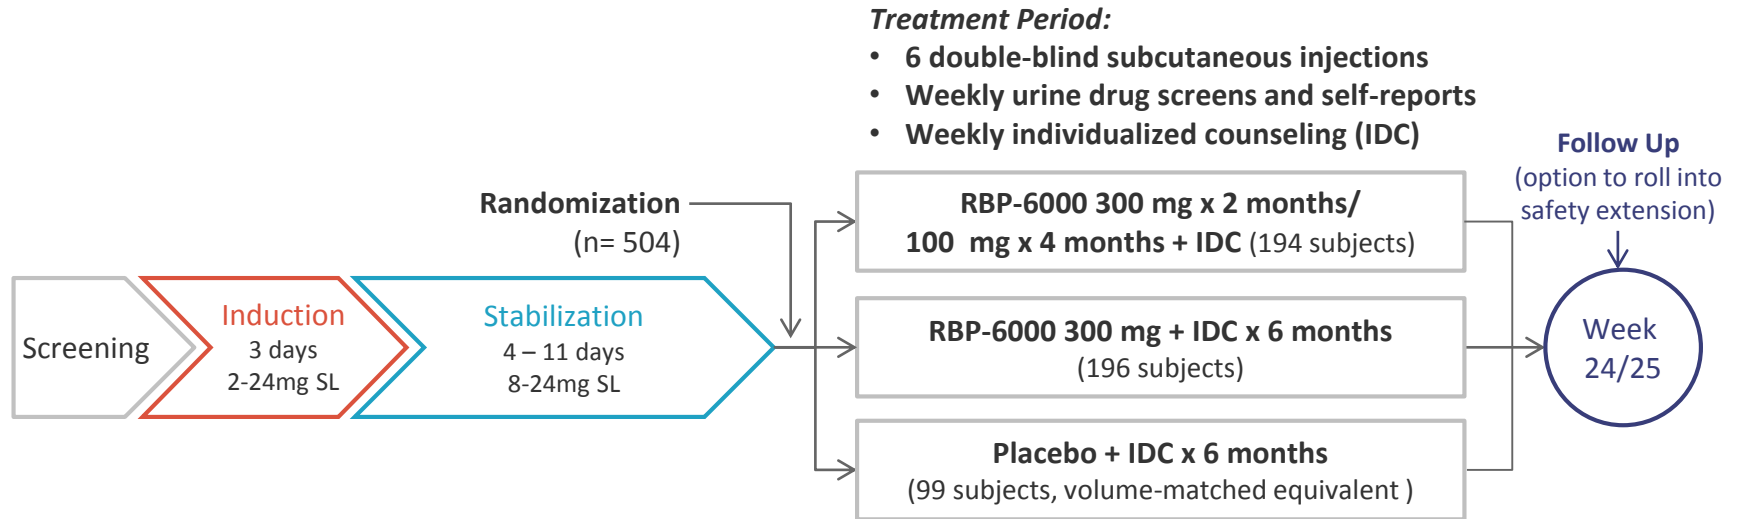 Treatment Period:
• 6 double-blind subcutaneous injections
• Weekly urine drug screens and self-reports
• Weekly individualized counseling (IDC)
Follow Up
(option to roll into
safety extension)
Randomization
(n= 504)
RBP-6000 300 mg x 2 months/
100  mg x 4 months + IDC (194 subjects)
Screening
Induction
3 days
2-24mg SL
Stabilization
4 – 11 days
8-24mg SL
RBP-6000 300 mg + IDC x 6 months
(196 subjects)
Week
24/25
Placebo + IDC x 6 months
(99 subjects, volume-matched equivalent )